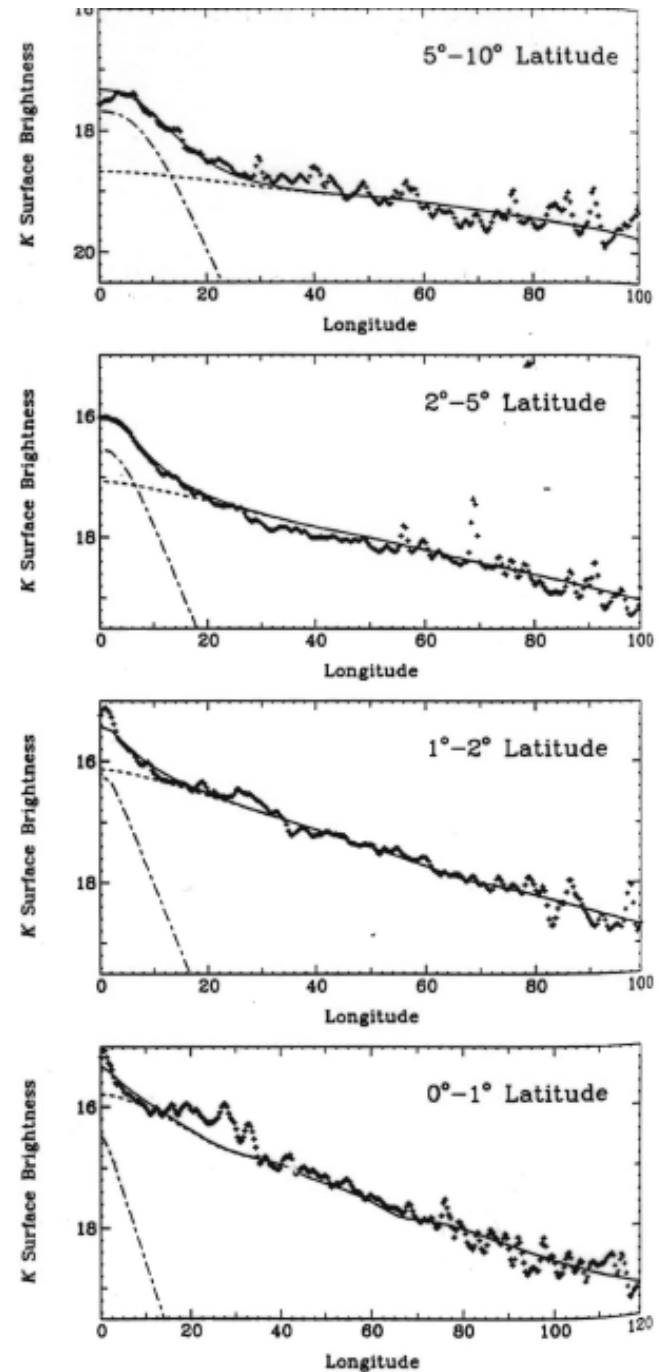 16
5°-10° Latitude
K Surface Brightness
18
20
0 20 40 60 80 100
Longitude
2°-5° Latitude
K Surface Brightness
16
18
0 20 40 60 80 100
Longitude
1°-2° Latitude
K Surface Brightness
16
18
0 20 40 60 80 100
Longitude
0°-1° Latitude
K Surface Brightness
16
18
0 20 40 60 80 100 120
Longitude